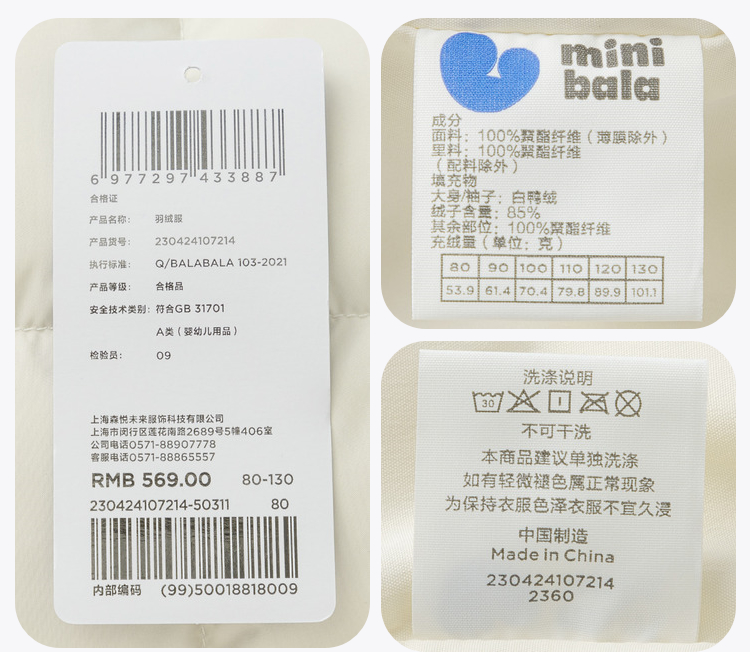 6 977297 433887
合格证
产品名称: 羽绒服
产品货号: 230424107214
执行标准: Q/BALABALA 103-2021
产品等级: 合格品
安全技术类别: 符合GB 31701
A类(婴幼儿用品)
检验员: 09
上海森悦未来服饰科技有限公司
上海市闵行区莲花南路2689号5幢406室
公司电话0571-88907778
客服电话0571-88865557
RMB 569.00 80-130
230424107214-50311 80
内部编码 (99)50018818009
mini
bala
成分
面料: 100%聚酯纤维(薄膜除外)
里料: 100%聚酯纤维
(配料除外)
填充物
大身/袖子: 白鸭绒
绒子含量: 85%
其余部位: 100%聚酯纤维
充绒量(单位: 克)
80 90 100 110 120 130
53.9 61.4 70.4 79.8 89.9 101.1
洗涤说明
30
不可干洗
本商品建议单独洗涤
如有轻微褪色属正常现象
为保持衣服色泽衣服不宜久浸
中国制造
Made in China
230424107214
2360